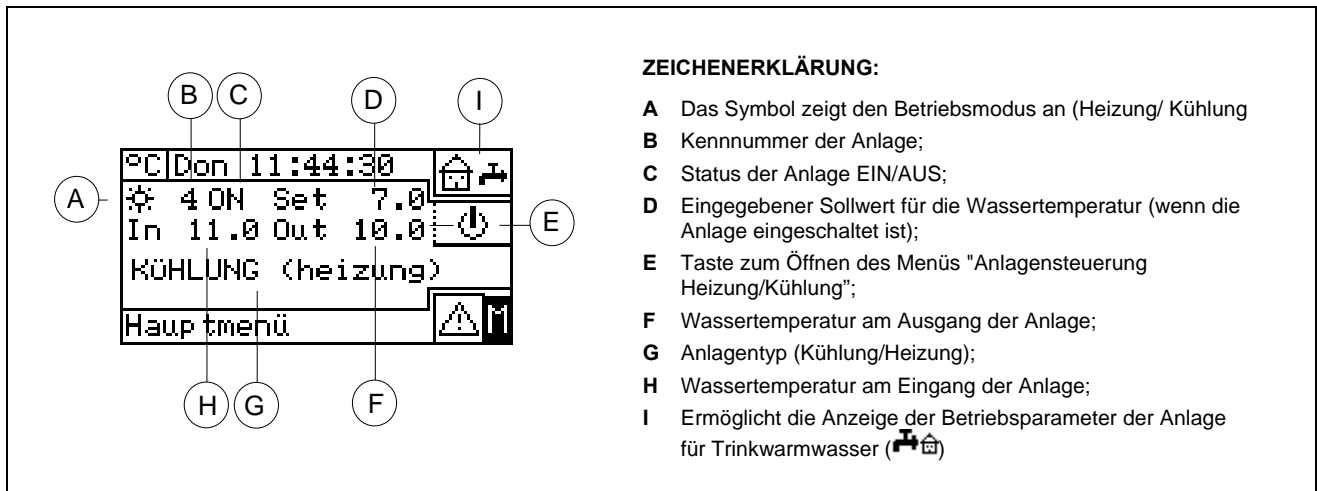 B C D I
°C Don 11:44:30
A
4 ON Set 7.0
In 11.0 Out 10.0
E
KüHLUNG (heizung)
Hauptmenü
M
H G F
ZEICHENERKLÄRUNG:
A Das Symbol zeigt den Betriebsmodus an (Heizung/ Kühlung
B Kennnummer der Anlage;
C Status der Anlage EIN/AUS;
D Eingegebener Sollwert für die Wassertemperatur (wenn die
Anlage eingeschaltet ist);
E Taste zum Öffnen des Menüs "Anlagensteuerung
Heizung/Kühlung”;
F Wassertemperatur am Ausgang der Anlage;
G Anlagentyp (Kühlung/Heizung);
H Wassertemperatur am Eingang der Anlage;
I Ermöglicht die Anzeige der Betriebsparameter der Anlage
für Trinkwarmwasser ()